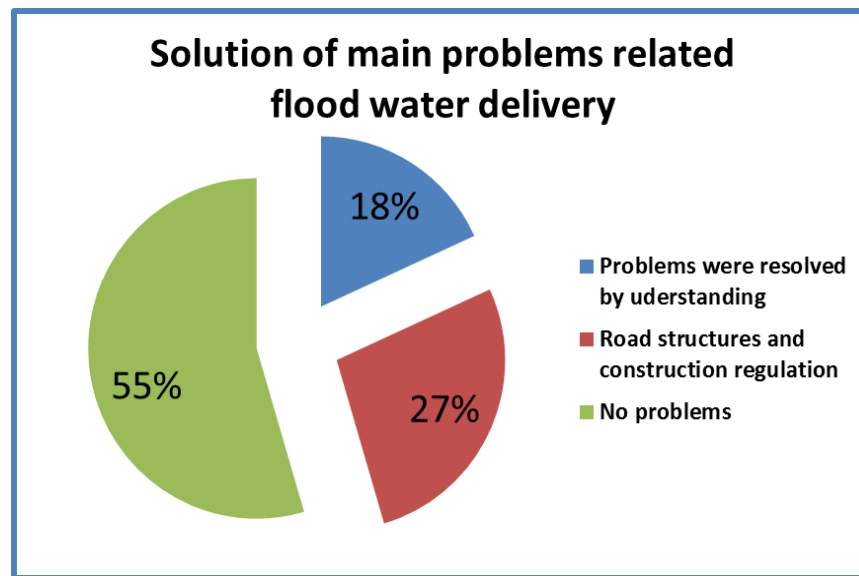 Solution of main problems related
flood water delivery
18%
55%
27%
Problems were resolved
by uderstanding
Road structures and
construction regulation
No problems